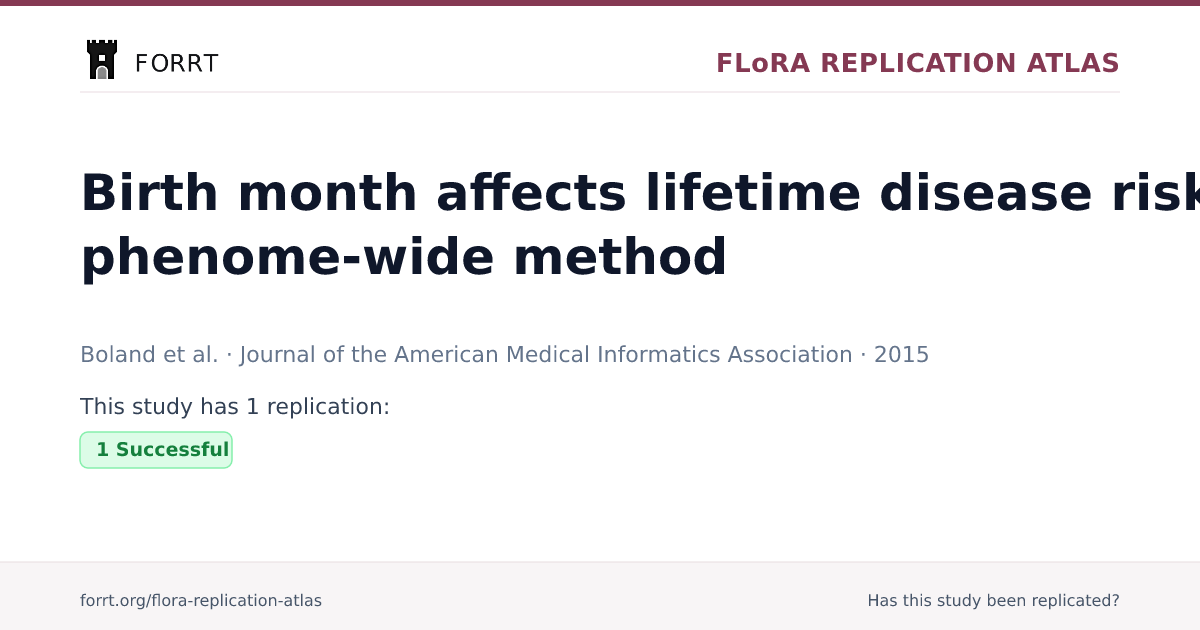 FORRT
FLoRA REPLICATION ATLAS
Birth month affects lifetime disease risk
phenome-wide method
Boland et al. · Journal of the American Medical Informatics Association · 2015
This study has 1 replication:
1 Successful
forrt.org/flora-replication-atlas
Has this study been replicated?